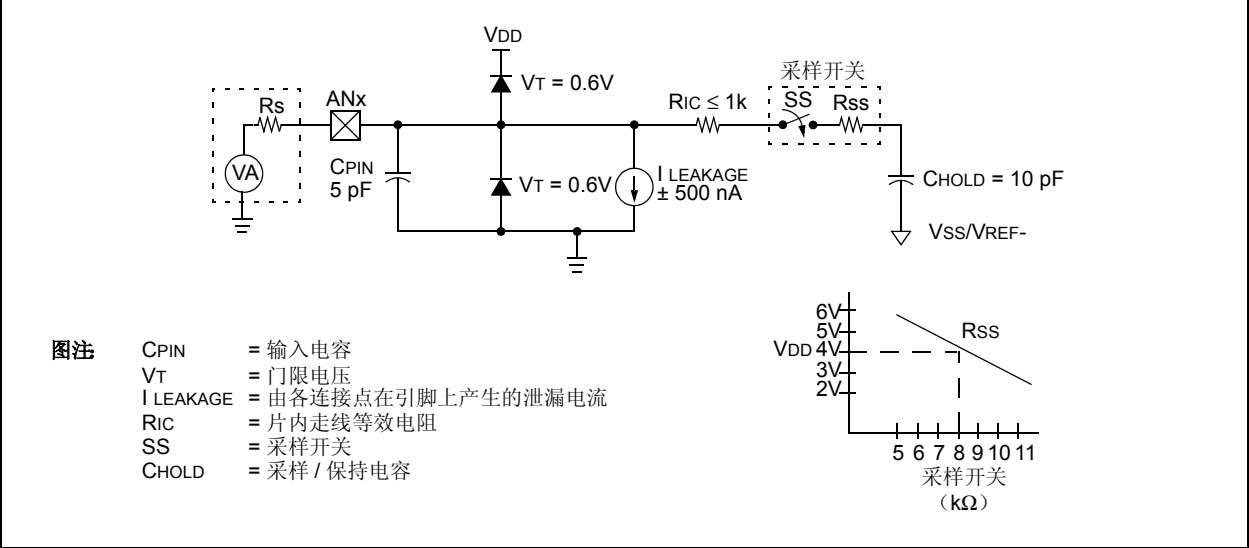 VDD
VT = 0.6V
采样开关
Rs
ANx
RIC ≤ 1k
SS
RSS
VA
CPIN
5 pF
VT = 0.6V
I LEAKAGE
± 500 nA
CHOLD = 10 pF
VSS/VREF-
6V
5V
VDD 4V
3V
2V
RSS
5 6 7 8 9 10 11
采样开关
（kΩ）
图注:
CPIN = 输入电容
VT = 门限电压
I LEAKAGE = 由各连接点在引脚上产生的泄漏电流
RIC = 片内走线等效电阻
SS = 采样开关
CHOLD = 采样 / 保持电容